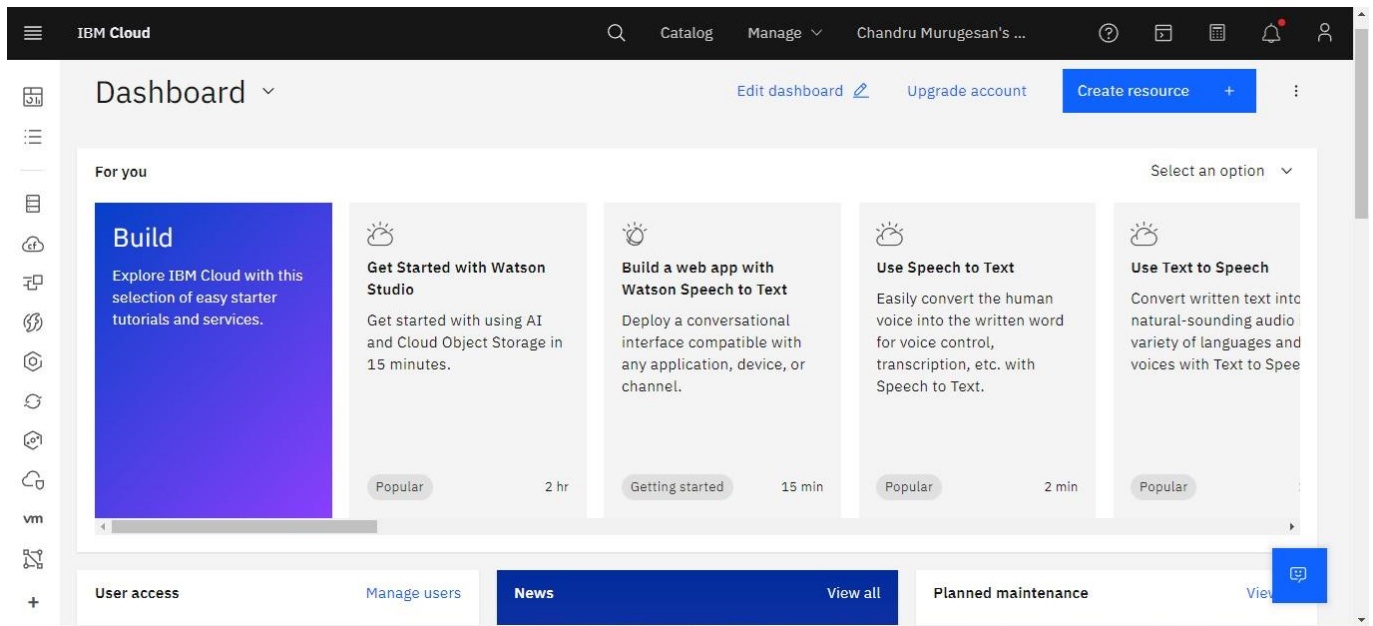 IBM Cloud
Catalog
Manage
Chandru Murugesan's ...
Dashboard
Edit dashboard
Upgrade account
Create resource +
For you
Select an option
Build
Explore IBM Cloud with this
selection of easy starter
tutorials and services.
Get Started with Watson
Studio
Get started with using AI
and Cloud Object Storage in
15 minutes.
Popular
2 hr
Build a web app with
Watson Speech to Text
Deploy a conversational
interface compatible with
any application, device, or
channel.
Getting started
15 min
Use Speech to Text
Easily convert the human
voice into the written word
for voice control,
transcription, etc. with
Speech to Text.
Popular
2 min
Use Text to Speech
Convert written text into
natural-sounding audio
variety of languages and
voices with Text to Spee
Popular
cf
vm
User access
Manage users
News
View all
Planned maintenance
View